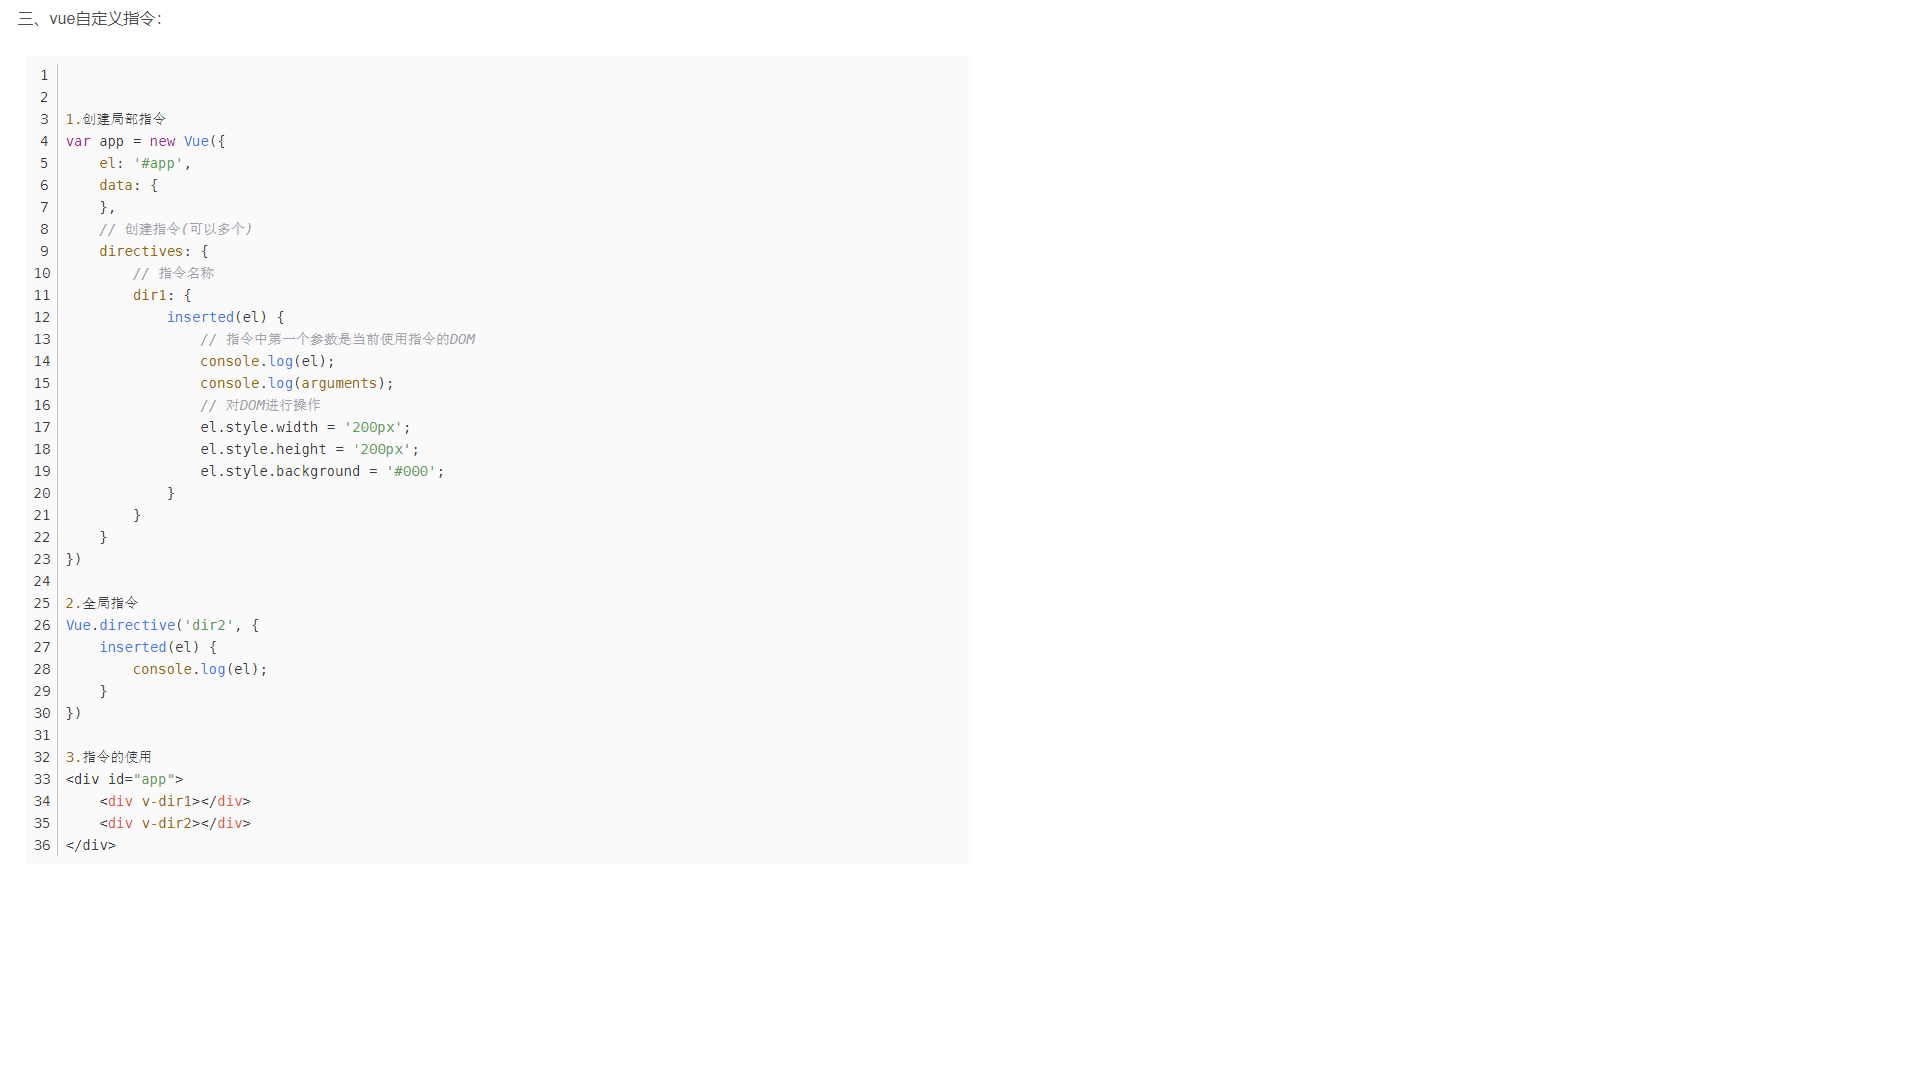 三、vue自定义指令：
1
2
3 1.创建局部指令
4 var app = new Vue({
5     el: '#app',
6     data: {
7     },
8     // 创建指令(可以多个)
9     directives: {
10         // 指令名称
11         dir1: {
12             inserted(el) {
13                 // 指令中第一个参数是当前使用指令的DOM
14                 console.log(el);
15                 console.log(arguments);
16                 // 对DOM进行操作
17                 el.style.width = '200px';
18                 el.style.height = '200px';
19                 el.style.background = '#000';
20             }
21         }
22     }
23 })
24
25 2.全局指令
26 Vue.directive('dir2', {
27     inserted(el) {
28         console.log(el);
29     }
30 })
31
32 3.指令的使用
33 <div id="app">
34     <div v-dir1></div>
35     <div v-dir2></div>
36 </div>